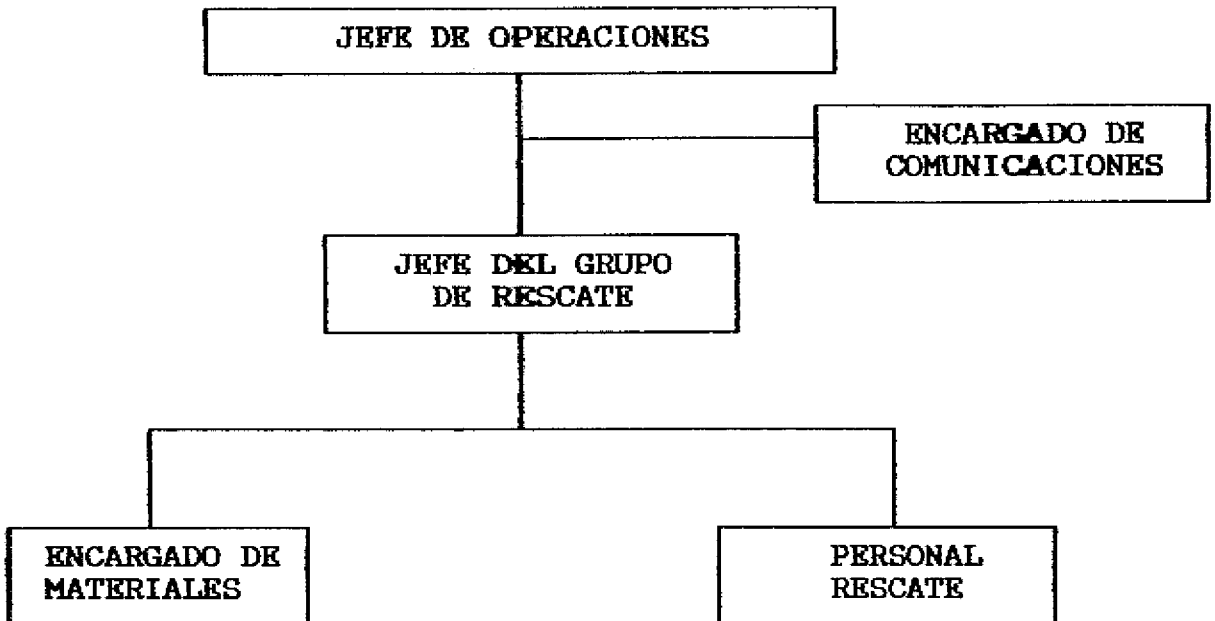 JEFE DE OPERACIONES
ENCARGADO DE
COMUNICACIONES
JEFE DEL GRUPO
DE RESCATE
ENCARGADO DE
MATERIALES
PERSONAL
RESCATE